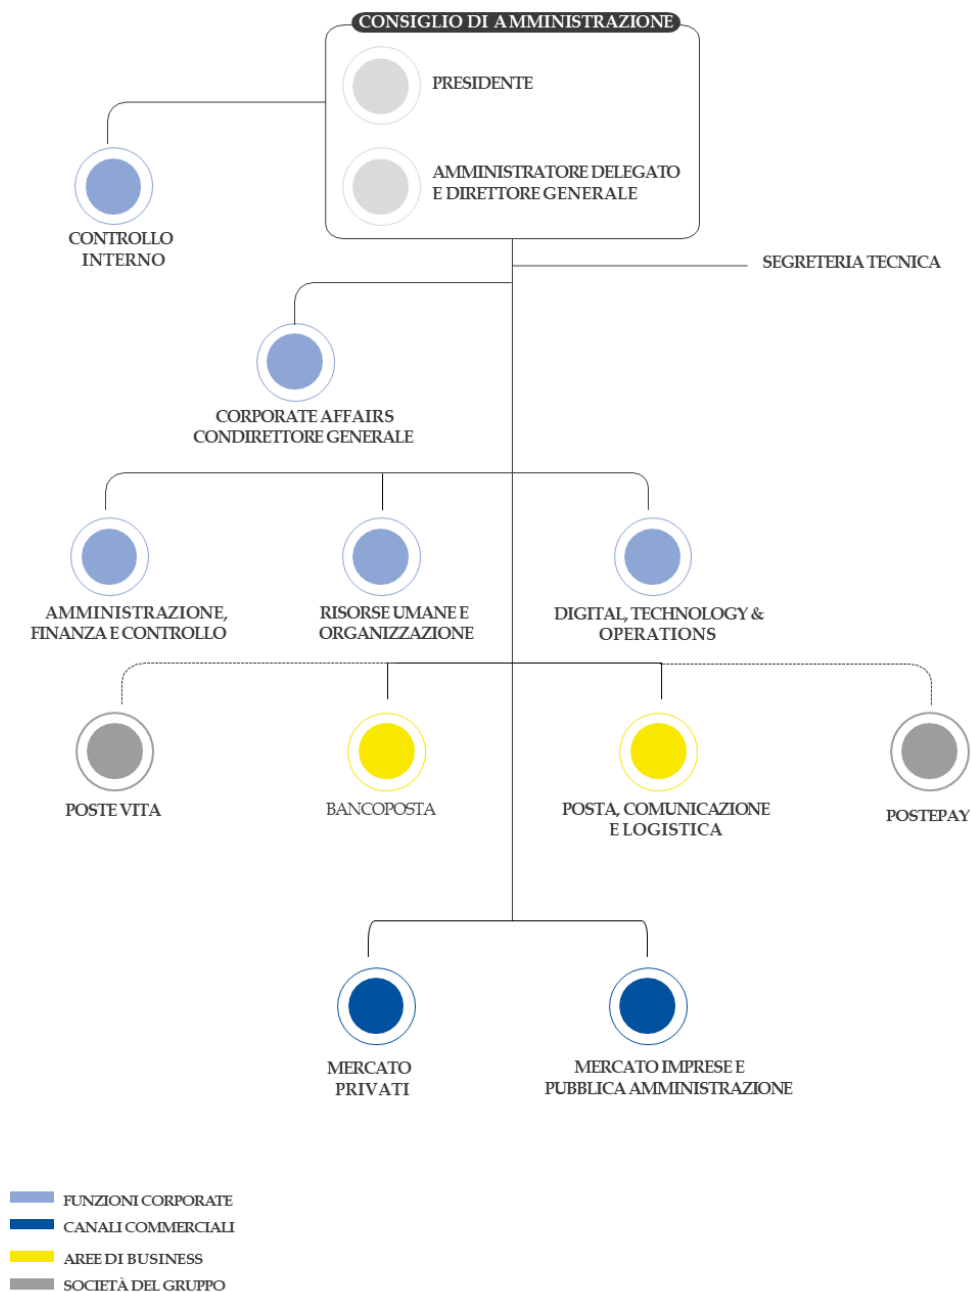 CONSIGLIO DI AMMINISTRAZIONE
PRESIDENTE
AMMINISTRATORE DELEGATO
E DIRETTORE GENERALE
CONTROLLO
INTERNO
SEGRETERIA TECNICA
CORPORATE AFFAIRS
CONDIRETTORE GENERALE
AMMINISTRAZIONE,
FINANZA E CONTROLLO
RISORSE UMANE E
ORGANIZZAZIONE
DIGITAL, TECHNOLOGY &
OPERATIONS
POSTE VITA
BANCOPOSTA
POSTA, COMUNICAZIONE
E LOGISTICA
POSTEPAY
MERCATO
PRIVATI
MERCATO IMPRESE E
PUBBLICA AMMINISTRAZIONE
FUNZIONI CORPORATE
CANALI COMMERCIALI
AREE DI BUSINESS
SOCIETÀ DEL GRUPPO